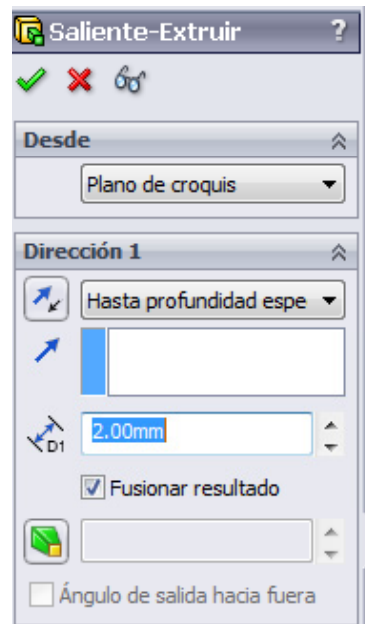 Saliente-Extruir ?
Desde
Plano de croquis
Dirección 1
Hasta profundidad espe
D1 2.00mm
Fusionar resultado
Ángulo de salida hacia fuera